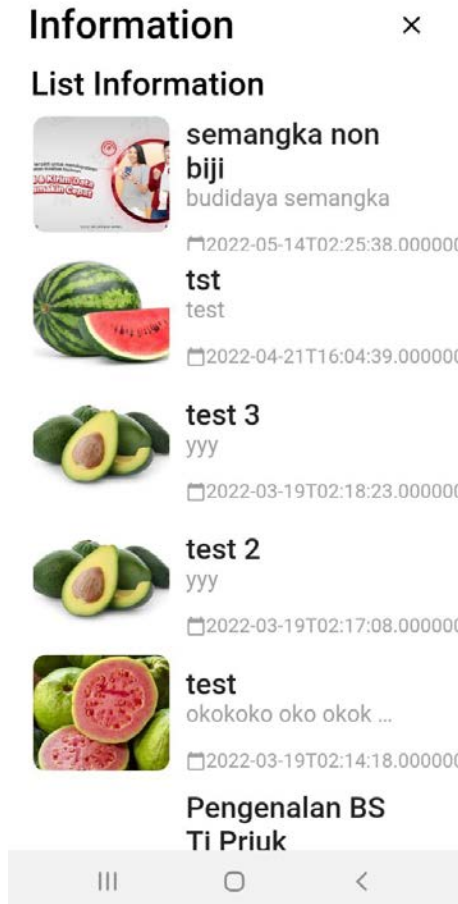 Information
List Information
semangka non
biji
budidaya semangka
2022-05-14T02:25:38.000000
tst
test
2022-04-21T16:04:39.000000
test 3
yyy
2022-03-19T02:18:23.000000
test 2
yyy
2022-03-19T02:17:08.000000
test
okokoko oko okok ...
2022-03-19T02:14:18.000000
Pengenalan BS
Ti Priuk